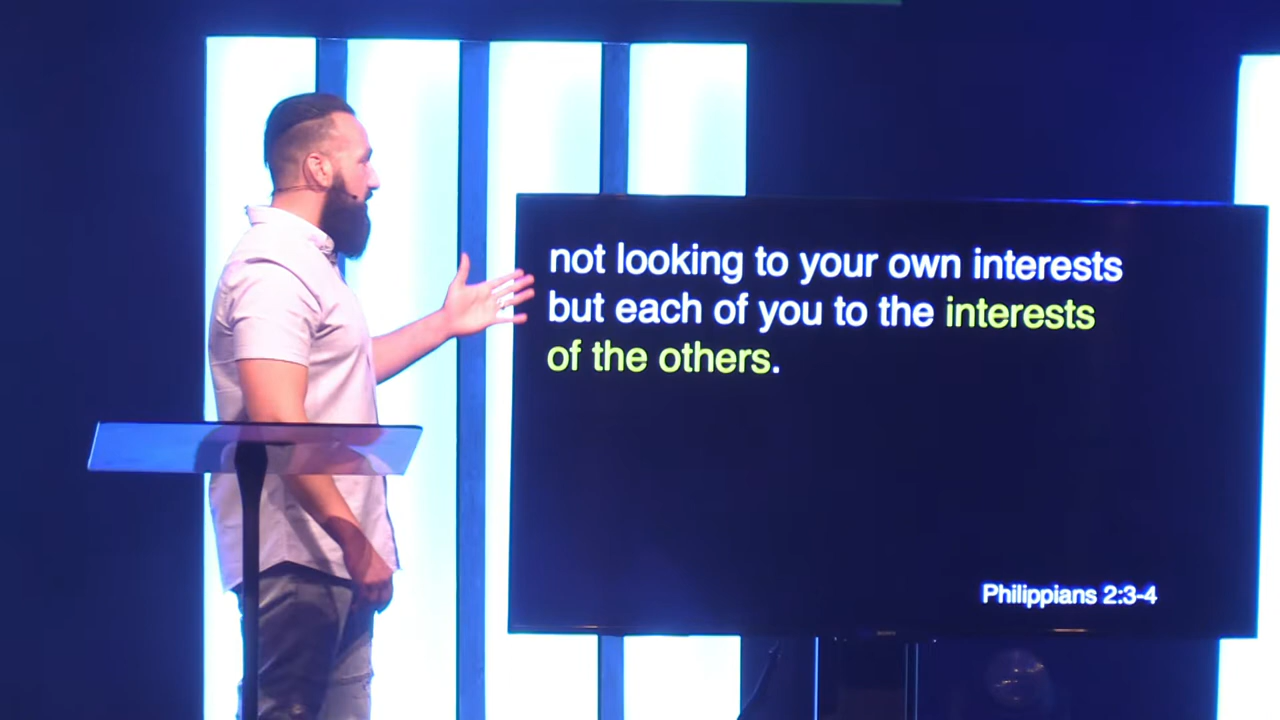 not looking to your own interests
but each of you to the interests
of the others.
Philippians 2:3-4